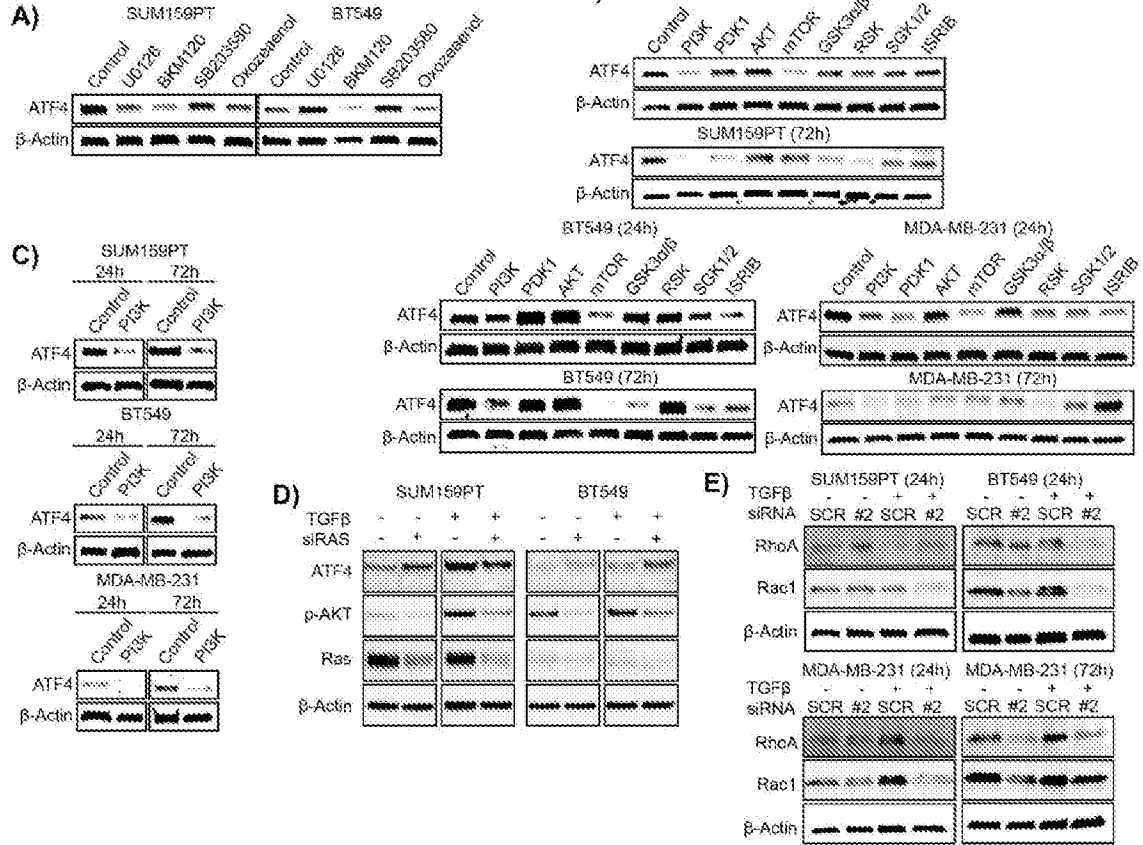 A)
SUM159PT BT549
Control U0126 BKM120 SB203580 Oxozeaenol Control U0126 BKM120 SB203580 Oxozeaenol
ATF4
β-Actin
Control PI3K PDK1 AKT mTOR GSK3α/β RSK SGK1/2 ISRIB
ATF4
β-Actin
SUM159PT (72h)
ATF4
β-Actin
BT549 (24h)
Control PI3K PDK1 AKT mTOR GSK3α/β RSK SGK1/2 ISRIB
ATF4
β-Actin
BT549 (72h)
ATF4
β-Actin
MDA-MB-231 (24h)
Control PI3K PDK1 AKT mTOR GSK3α/β RSK SGK1/2 ISRIB
ATF4
β-Actin
MDA-MB-231 (72h)
ATF4
β-Actin
C)
SUM159PT
24h 72h
Control PI3K Control PI3K
ATF4
β-Actin
BT549
24h 72h
Control PI3K Control PI3K
ATF4
β-Actin
MDA-MB-231
24h 72h
Control PI3K Control PI3K
ATF4
β-Actin
D)
SUM159PT BT549
TGFβ - - + + - - + +
siRAS - + - + - + - +
ATF4
p-AKT
Ras
β-Actin
E)
SUM159PT (24h) BT549 (24h)
TGFβ - - + + - - + +
siRNA SCR #2 SCR #2 SCR #2 SCR #2
RhoA
Rac1
β-Actin
MDA-MB-231 (24h) MDA-MB-231 (72h)
TGFβ - - + + - - + +
siRNA SCR #2 SCR #2 SCR #2 SCR #2
RhoA
Rac1
β-Actin